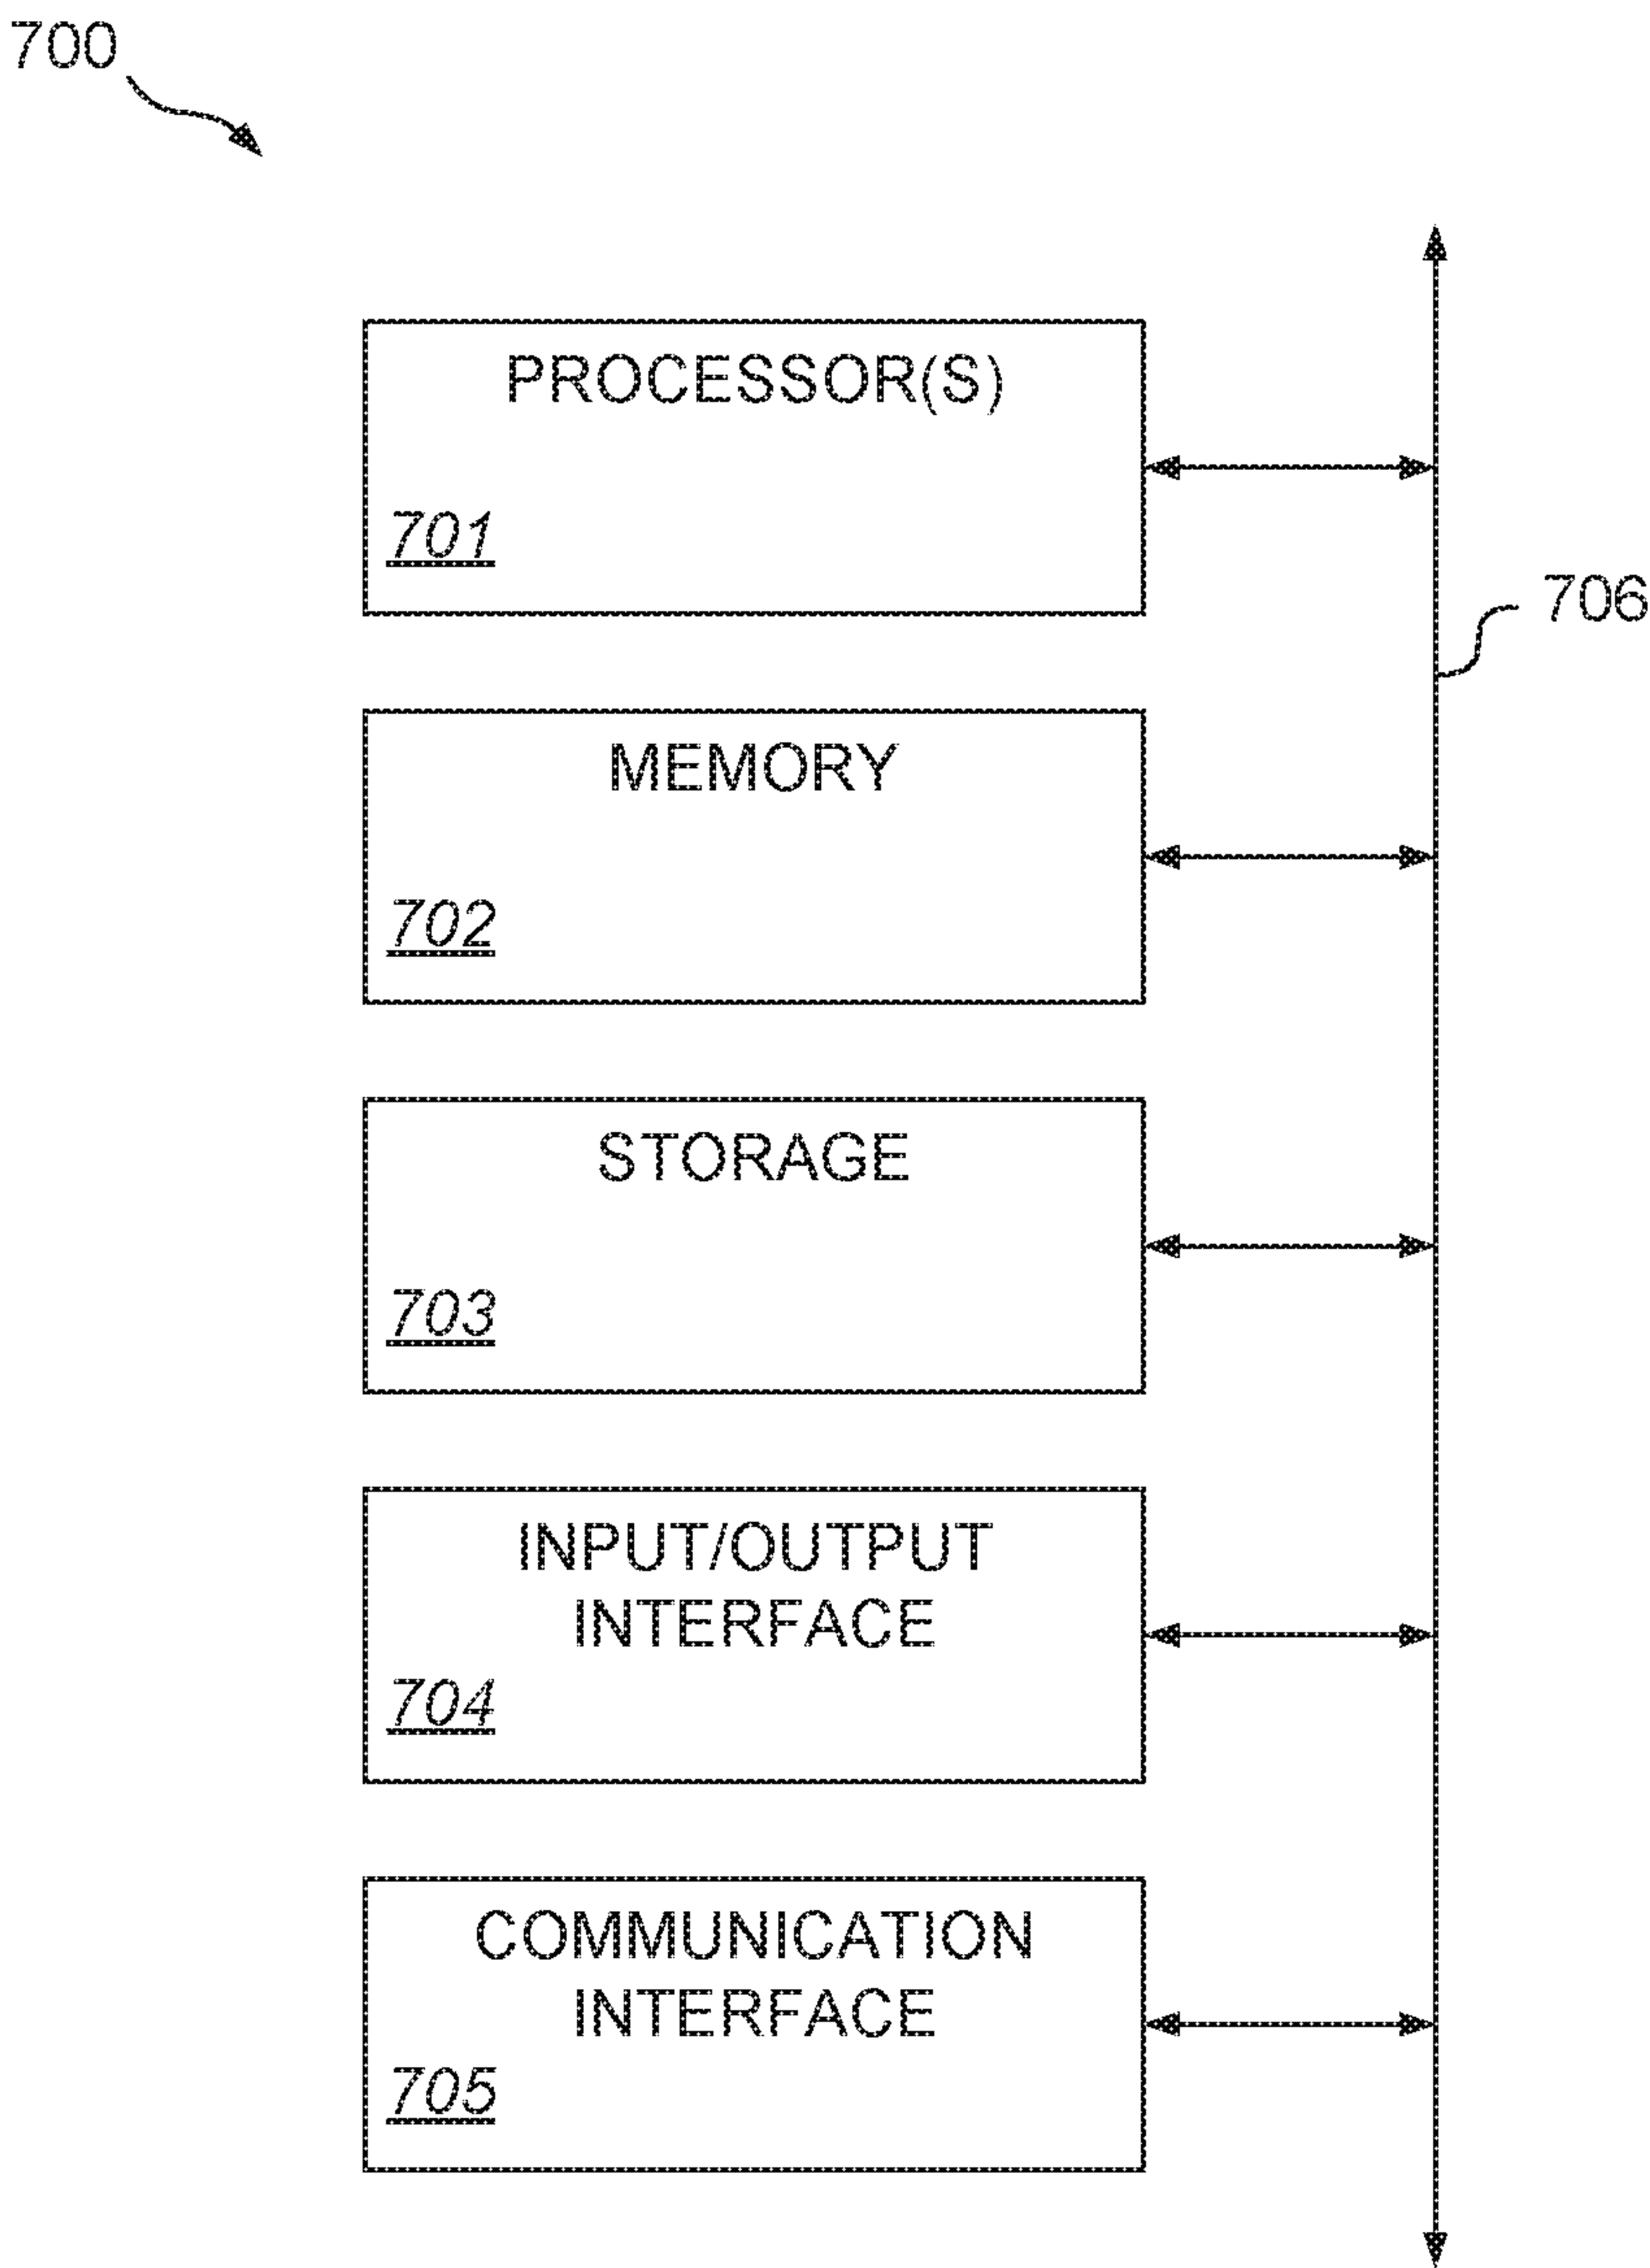 700
PROCESSOR(S)
701
706
MEMORY
702
STORAGE
703
INPUT/OUTPUT
INTERFACE
704
COMMUNICATION
INTERFACE
705